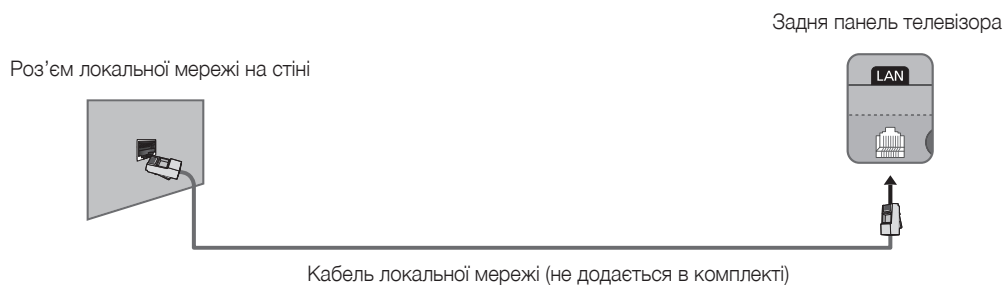 Задня панель телевізора
Роз’єм локальної мережі на стіні
LAN
Кабель локальної мережі (не додається в комплекті)